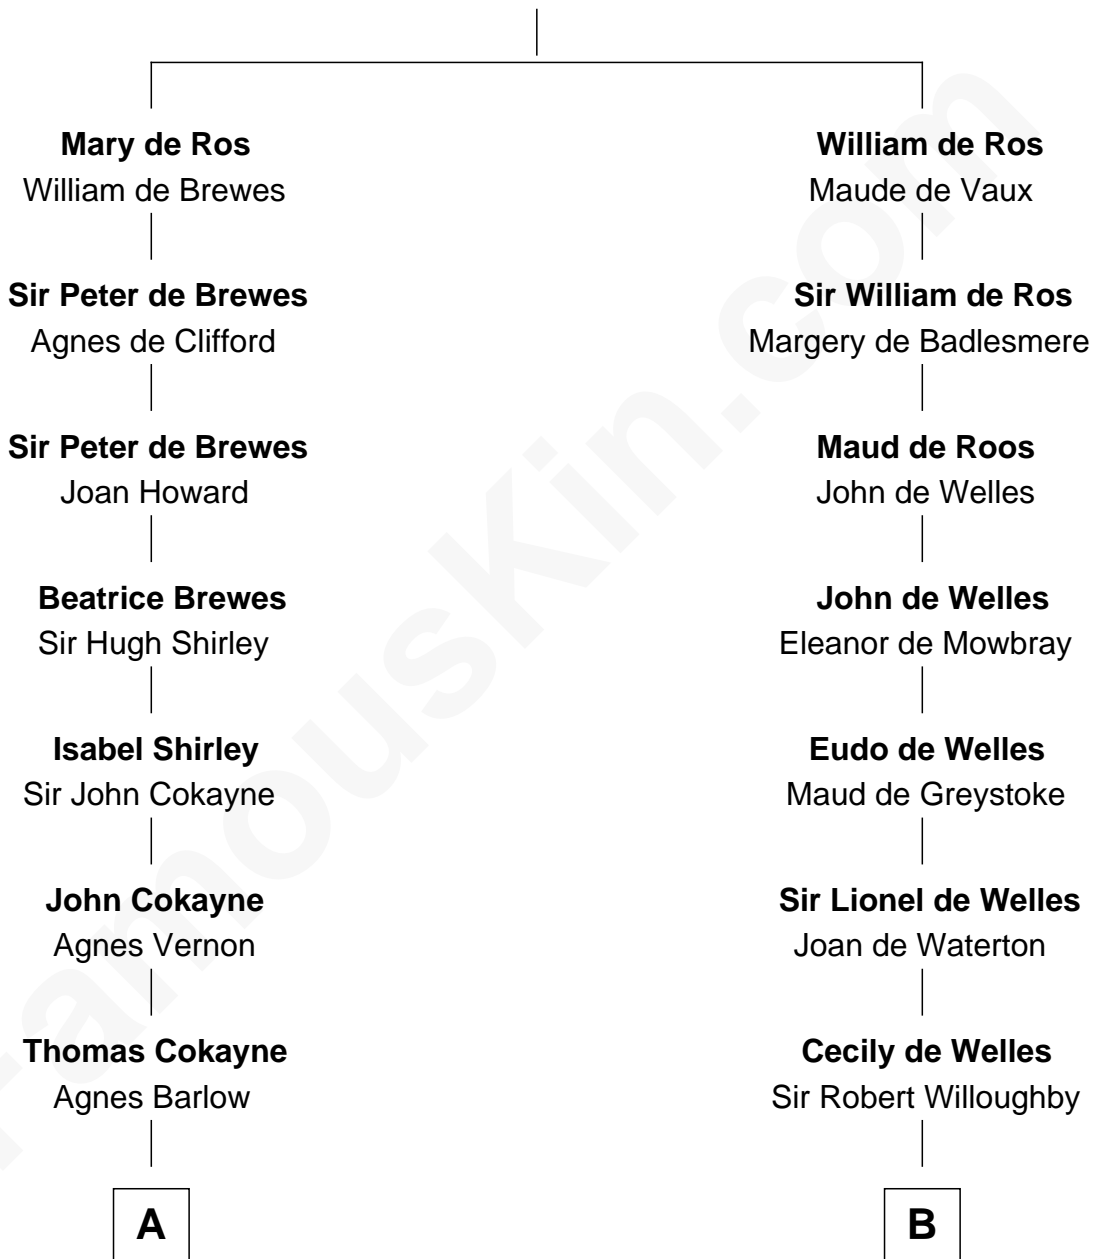 Mary de Ros
William de Brewes
Sir Peter de Brewes
Agnes de Clifford
Sir Peter de Brewes
Joan Howard
Beatrice Brewes
Sir Hugh Shirley
Isabel Shirley
Sir John Cokayne
John Cokayne
Agnes Vernon
Thomas Cokayne
Agnes Barlow
A
William de Ros
Maude de Vaux
Sir William de Ros
Margery de Badlesmere
Maud de Roos
John de Welles
John de Welles
Eleanor de Mowbray
Eudo de Welles
Maud de Greystoke
Sir Lionel de Welles
Joan de Waterton
Cecily de Welles
Sir Robert Willoughby
B
FamousKin.com